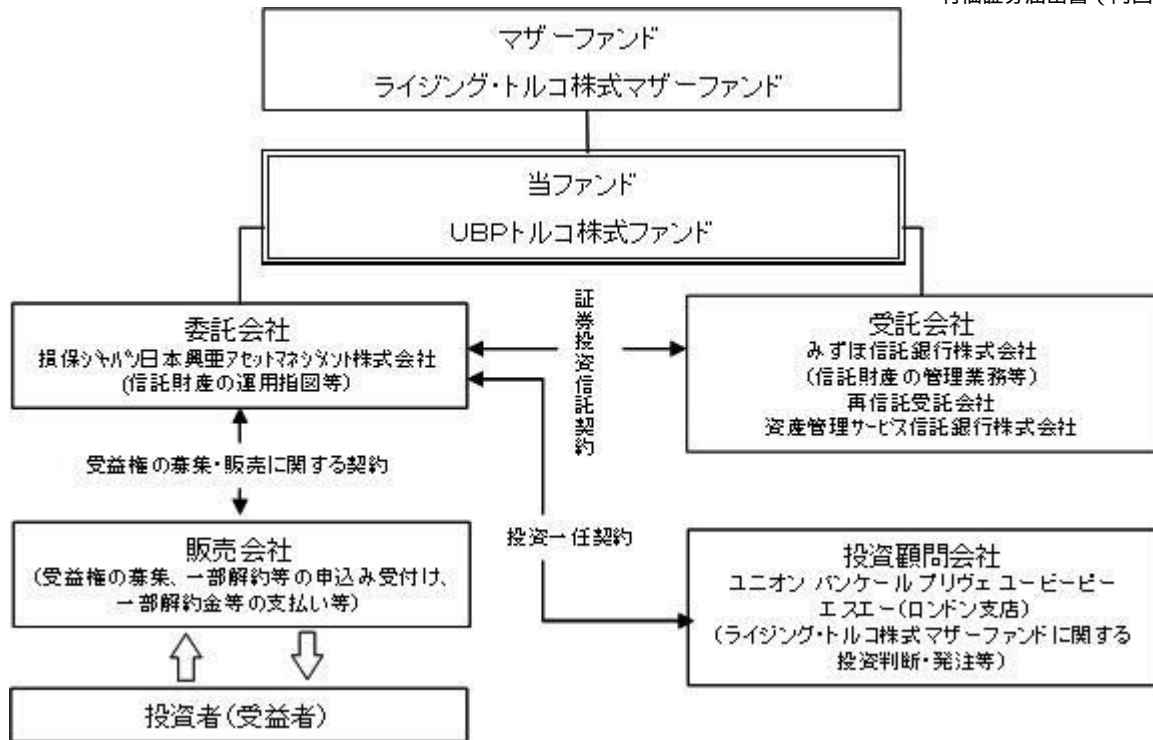 マザーファンド
ライジング・トルコ株式マザーファンド
当ファンド
UBPトルコ株式ファンド
委託会社
損保ジャパン日本興亜アセットマネジメント株式会社
(信託財産の運用指図等)
証券投資信託契約
受託会社
みずほ信託銀行株式会社
(信託財産の管理業務等)
再信託受託会社
資産管理サービス信託銀行株式会社
受益権の募集・販売に関する契約
販売会社
(受益権の募集、一部解約等の申込み受付け、
一部解約金等の支払い等)
投資一任契約
投資顧問会社
ユニオン バンケール プリヴェ ユービーピー
エスエー(ロンドン支店)
(ライジング・トルコ株式マザーファンドに関する
投資判断・発注等)
投資者(受益者)